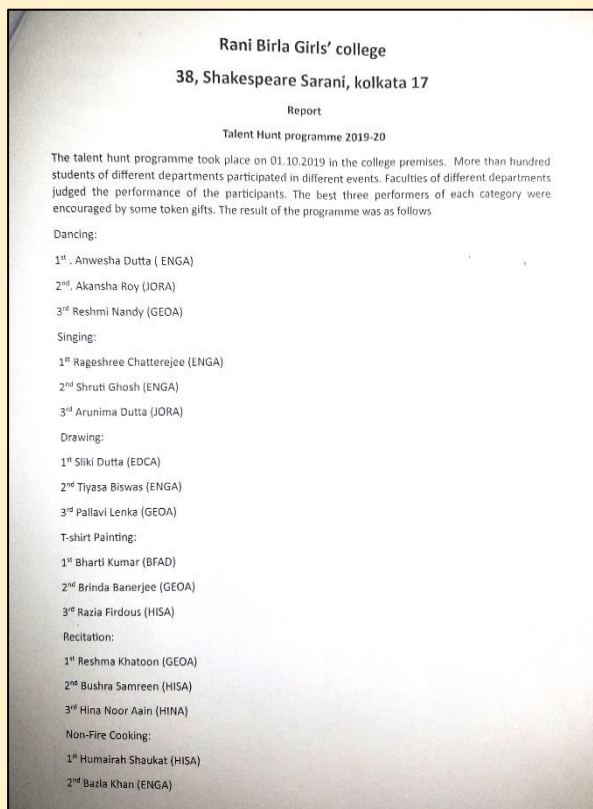 Rani Birla Girls' college
38, Shakespeare Sarani, kolkata 17
Report
Talent Hunt programme 2019-20
The talent hunt programme took place on 01.10.2019 in the college premises. More than hundred
students of different departments participated in different events. Faculties of different departments
judged the performance of the participants. The best three performers of each category were
encouraged by some token gifts. The result of the programme was as follows
Dancing:
1st . Anwesha Dutta ( ENGA)
2nd. Akansha Roy (JORA)
3rd Reshmi Nandy (GEOA)
Singing:
1st Rageshree Chatterejee (ENGA)
2nd Shruti Ghosh (ENGA)
3rd Arunima Dutta (JORA)
Drawing:
1st Sliki Dutta (EDCA)
2nd Tiyasa Biswas (ENGA)
3rd Pallavi Lenka (GEOA)
T-shirt Painting:
1st Bharti Kumar (BFAD)
2nd Brinda Banerjee (GEOA)
3rd Razia Firdous (HISA)
Recitation:
1st Reshma Khatoon (GEOA)
2nd Bushra Samreen (HISA)
3rd Hina Noor Aain (HINA)
Non-Fire Cooking:
1st Humairah Shaukat (HISA)
2nd Bazla Khan (ENGA)